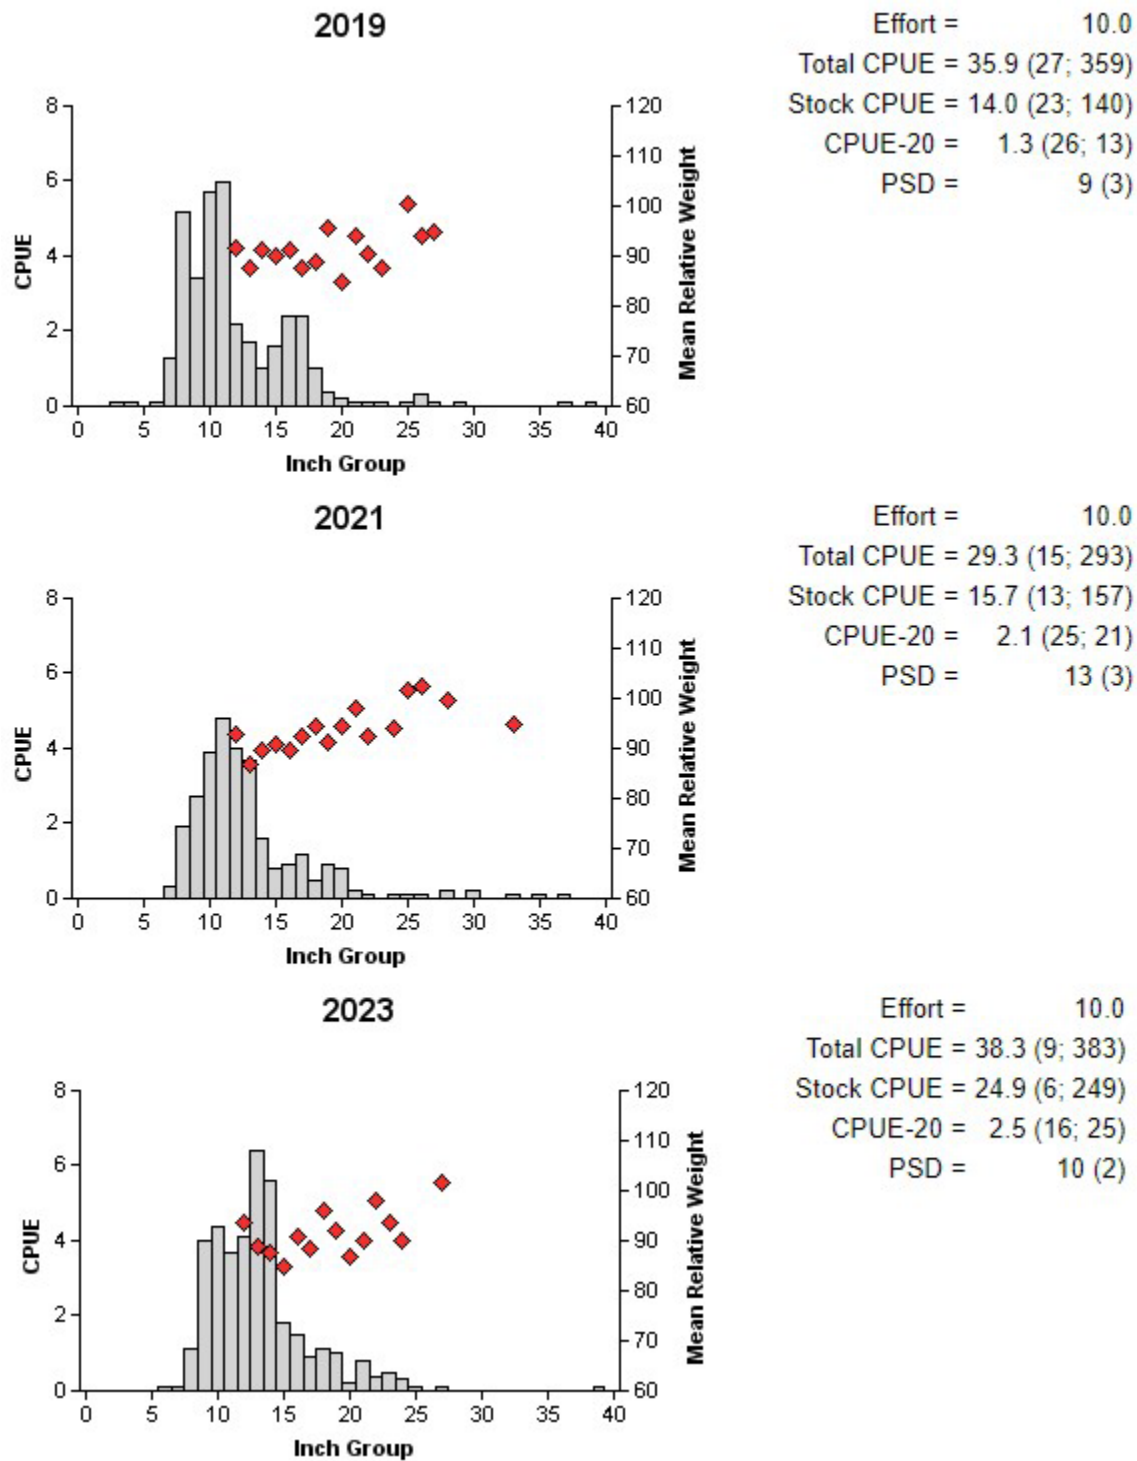 2019
Effort = 10.0
Total CPUE = 35.9 (27; 359)
Stock CPUE = 14.0 (23; 140)
CPUE-20 = 1.3 (26; 13)
PSD = 9 (3)
8
6
4
2
0
CPUE
120
110
100
90
80
70
60
Mean Relative Weight
0 5 10 15 20 25 30 35 40
Inch Group
2021
Effort = 10.0
Total CPUE = 29.3 (15; 293)
Stock CPUE = 15.7 (13; 157)
CPUE-20 = 2.1 (25; 21)
PSD = 13 (3)
8
6
4
2
0
CPUE
120
110
100
90
80
70
60
Mean Relative Weight
0 5 10 15 20 25 30 35 40
Inch Group
2023
Effort = 10.0
Total CPUE = 38.3 (9; 383)
Stock CPUE = 24.9 (6; 249)
CPUE-20 = 2.5 (16; 25)
PSD = 10 (2)
8
6
4
2
0
CPUE
120
110
100
90
80
70
60
Mean Relative Weight
0 5 10 15 20 25 30 35 40
Inch Group